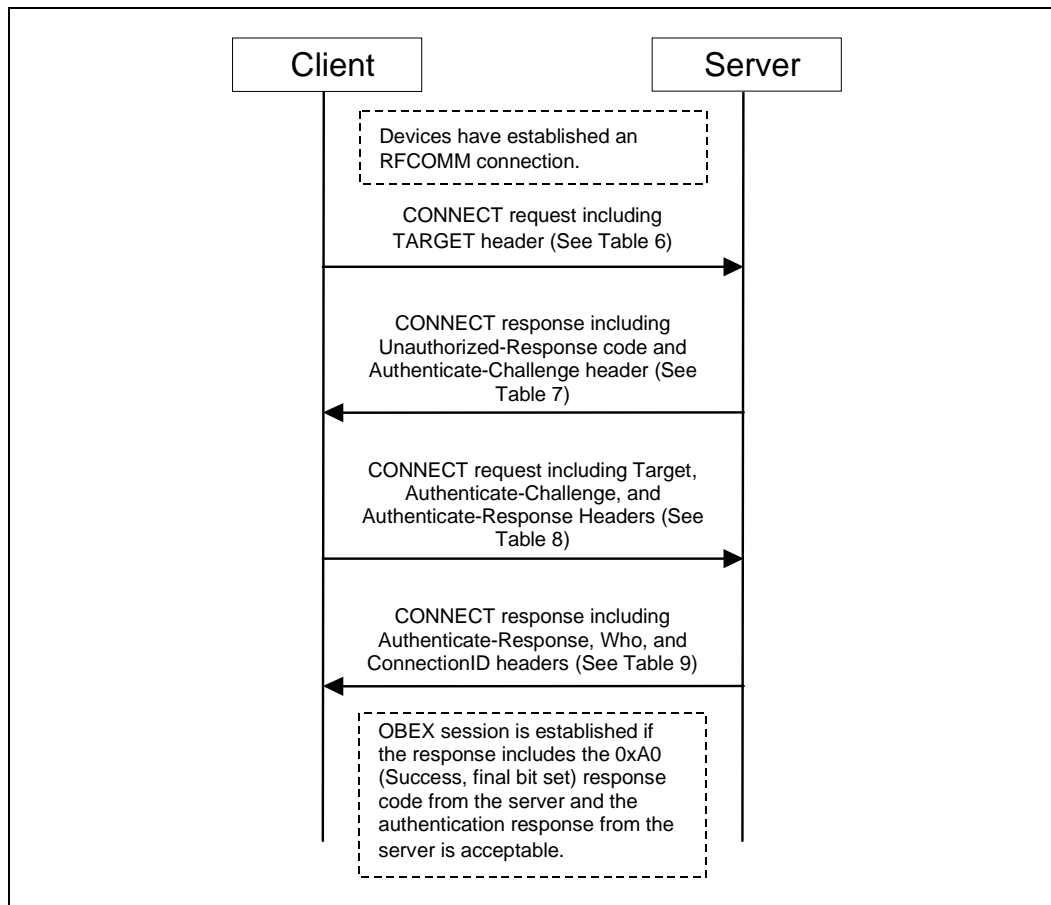 Client
Server
Devices have established an
RFCOMM connection.
CONNECT request including
TARGET header (See Table 6)
CONNECT response including
Unauthorized-Response code and
Authenticate-Challenge header (See
Table 7)
CONNECT request including Target,
Authenticate-Challenge, and
Authenticate-Response Headers (See
Table 8)
CONNECT response including
Authenticate-Response, Who, and
ConnectionID headers (See Table 9)
OBEX session is established if
the response includes the 0xA0
(Success, final bit set) response
code from the server and the
authentication response from the
server is acceptable.